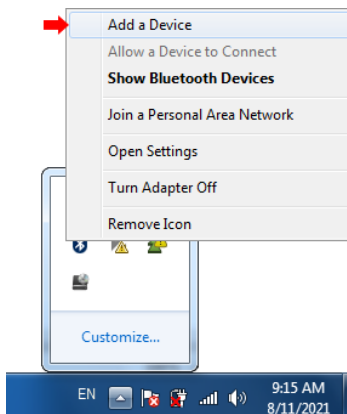 Add a Device
Allow a Device to Connect
Show Bluetooth Devices
Join a Personal Area Network
Open Settings
Turn Adapter Off
Remove Icon
Customize...
EN
9:15 AM
8/11/2021